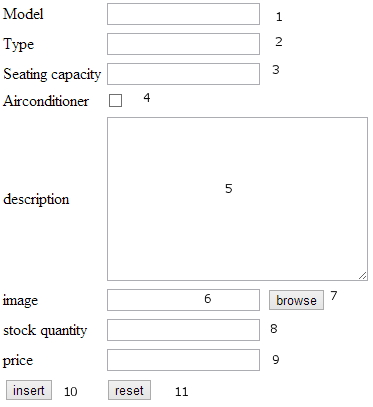 Model 1
Type 2
Seating capacity 3
Airconditioner 4
description 5
image 6 browse 7
stock quantity 8
price 9
insert 10 reset 11